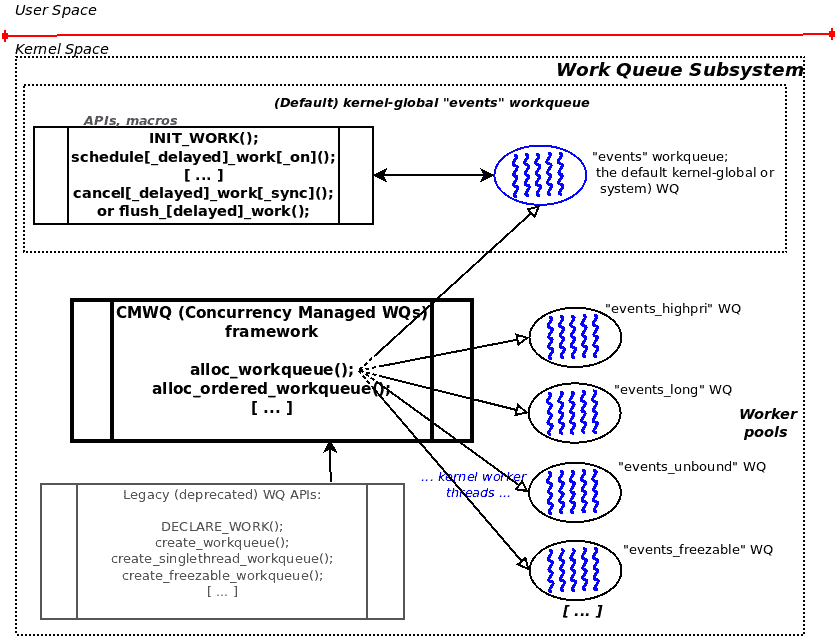 User Space
Kernel Space
Work Queue Subsystem
(Default) kernel-global "events" workqueue
APIs, macros
INIT_WORK();
schedule[_delayed]_work[_on]();
[ ... ]
cancel[_delayed]_work[_sync]();
or flush_[delayed]_work();
"events" workqueue;
the default kernel-global or
system) WQ
CMWQ (Concurrency Managed WQs)
framework
alloc_workqueue();
alloc_ordered_workqueue();
[ ... ]
"events_highpri" WQ
"events_long" WQ
Worker
pools
"events_unbound" WQ
... kernel worker
threads ...
"events_freezable" WQ
[ ... ]
Legacy (deprecated) WQ APIs:
DECLARE_WORK();
create_workqueue();
create_singlethread_workqueue();
create_freezable_workqueue();
[ ... ]